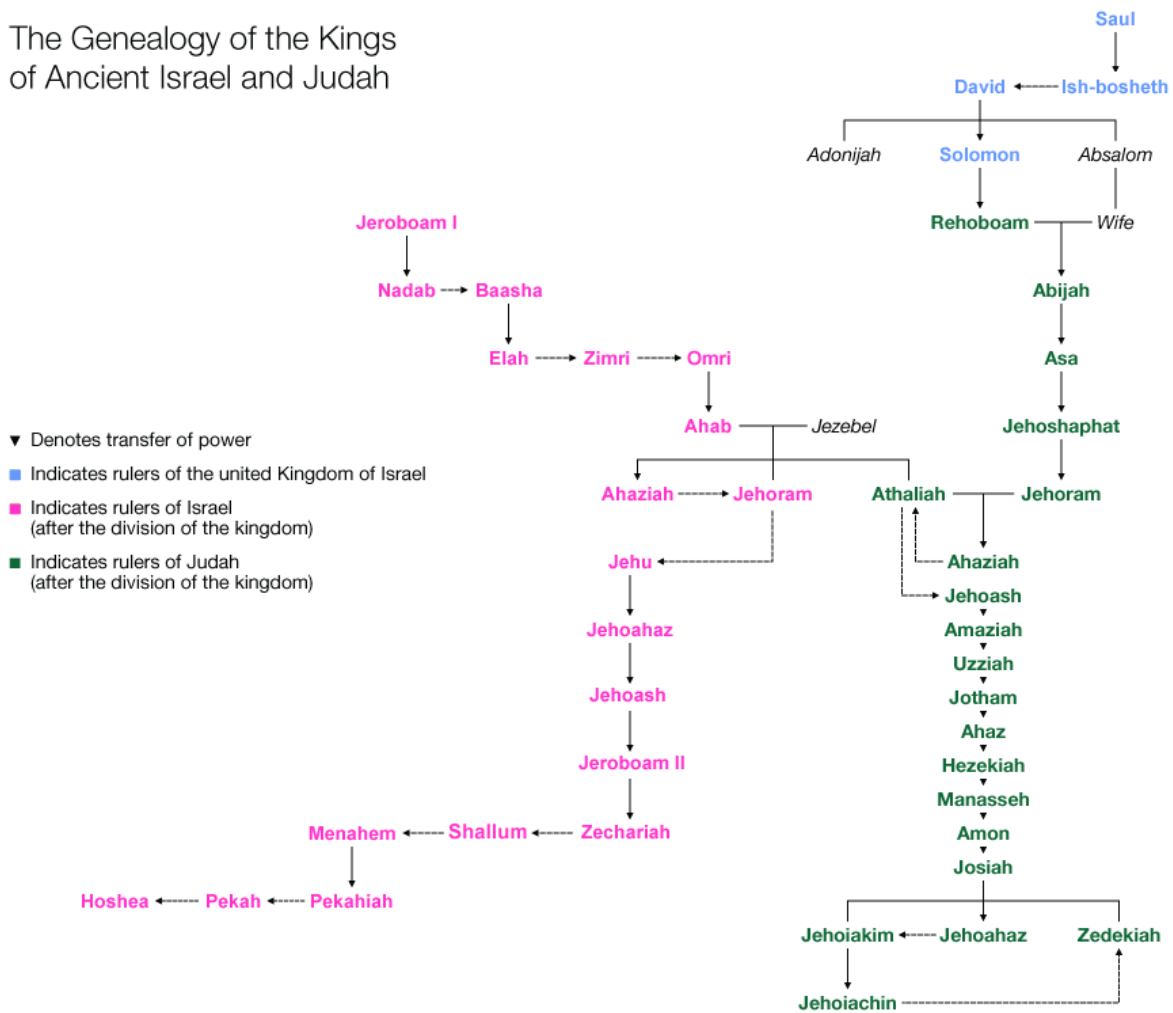 The Genealogy of the Kings
of Ancient Israel and Judah
Saul
David
Ish-bosheth
Adonijah
Solomon
Absalom
Jeroboam I
Rehoboam
Wife
Nadab
Baasha
Abijah
Elah
Zimri
Omri
Asa
Ahab
Jezebel
Jehoshaphat
Denotes transfer of power
Indicates rulers of the united Kingdom of Israel
Indicates rulers of Israel
(after the division of the kingdom)
Indicates rulers of Judah
(after the division of the kingdom)
Ahaziah
Jehoram
Athaliah
Jehoram
Jehu
Ahaziah
Jehoash
Jehoahaz
Amaziah
Uzziah
Jehoash
Jotham
Ahaz
Jeroboam II
Hezekiah
Manasseh
Menahem
Shallum
Zechariah
Amon
Josiah
Hoshea
Pekah
Pekahiah
Jehoiakim
Jehoahaz
Zedekiah
Jehoiachin